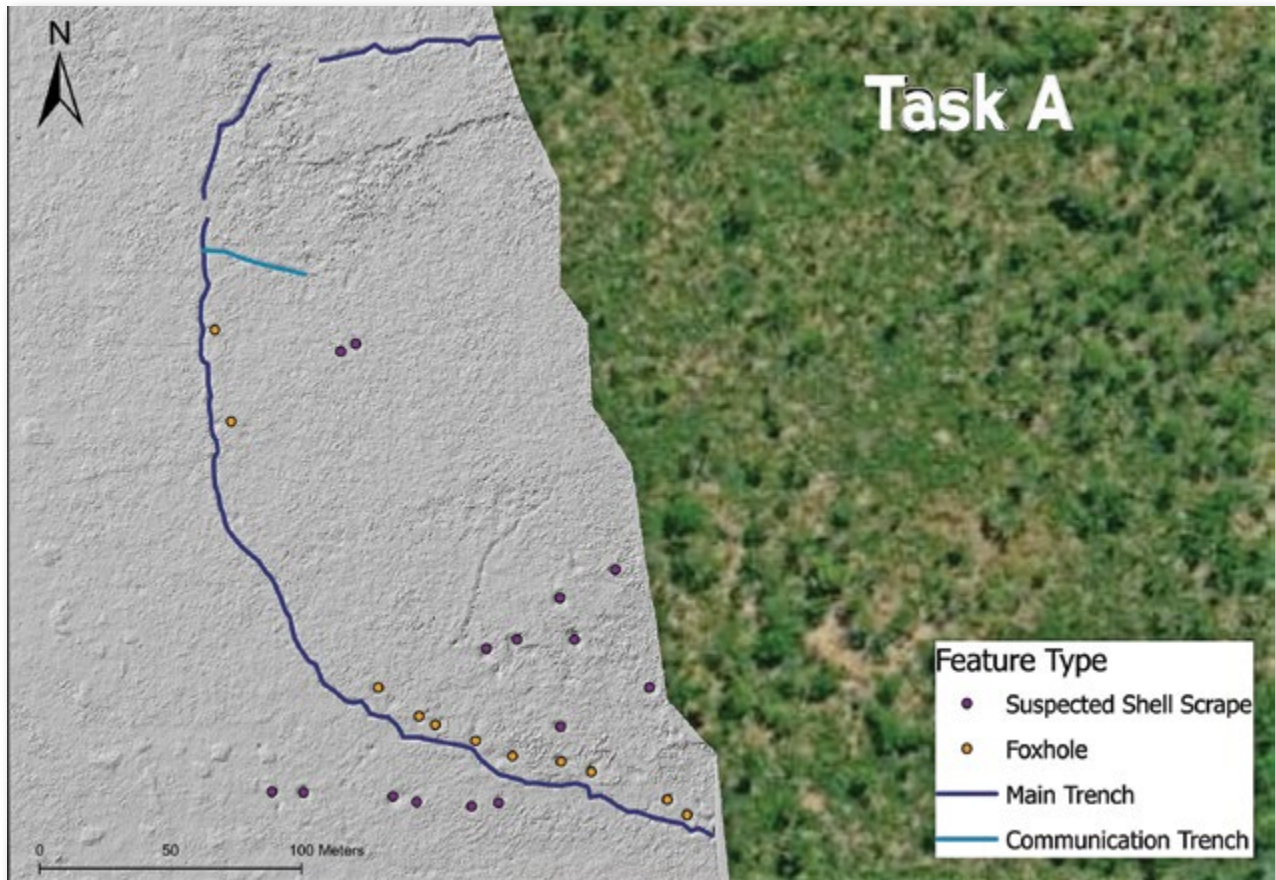 N
Task A
Feature Type
Suspected Shell Scrape
Foxhole
Main Trench
Communication Trench
0 50 100 Meters